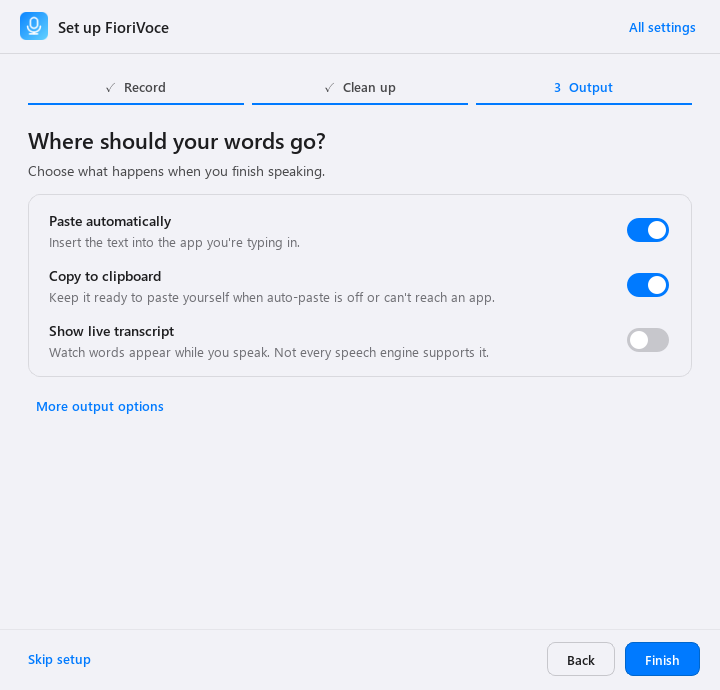 Set up FioriVoce
All settings
✓ Record
✓ Clean up
3 Output
Where should your words go?
Choose what happens when you finish speaking.
Paste automatically
Insert the text into the app you're typing in.
Copy to clipboard
Keep it ready to paste yourself when auto-paste is off or can't reach an app.
Show live transcript
Watch words appear while you speak. Not every speech engine supports it.
More output options
Skip setup
Back
Finish